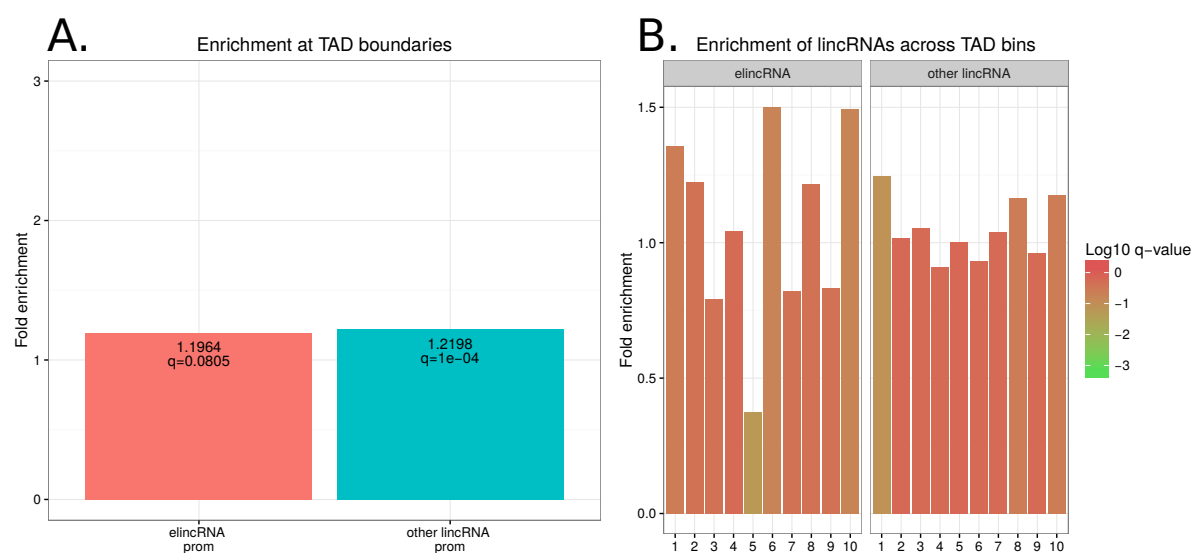 A.
Enrichment at TAD boundaries
Fold enrichment
3
2
1
0
1.1964
q=0.0805
1.2198
q=1e−04
elincRNA
prom
other lincRNA
prom
B.
Enrichment of lincRNAs across TAD bins
elincRNA
other lincRNA
Fold enrichment
1.5
1.0
0.5
0.0
1 2 3 4 5 6 7 8 9 10
1 2 3 4 5 6 7 8 9 10
Log10 q−value
0
−1
−2
−3